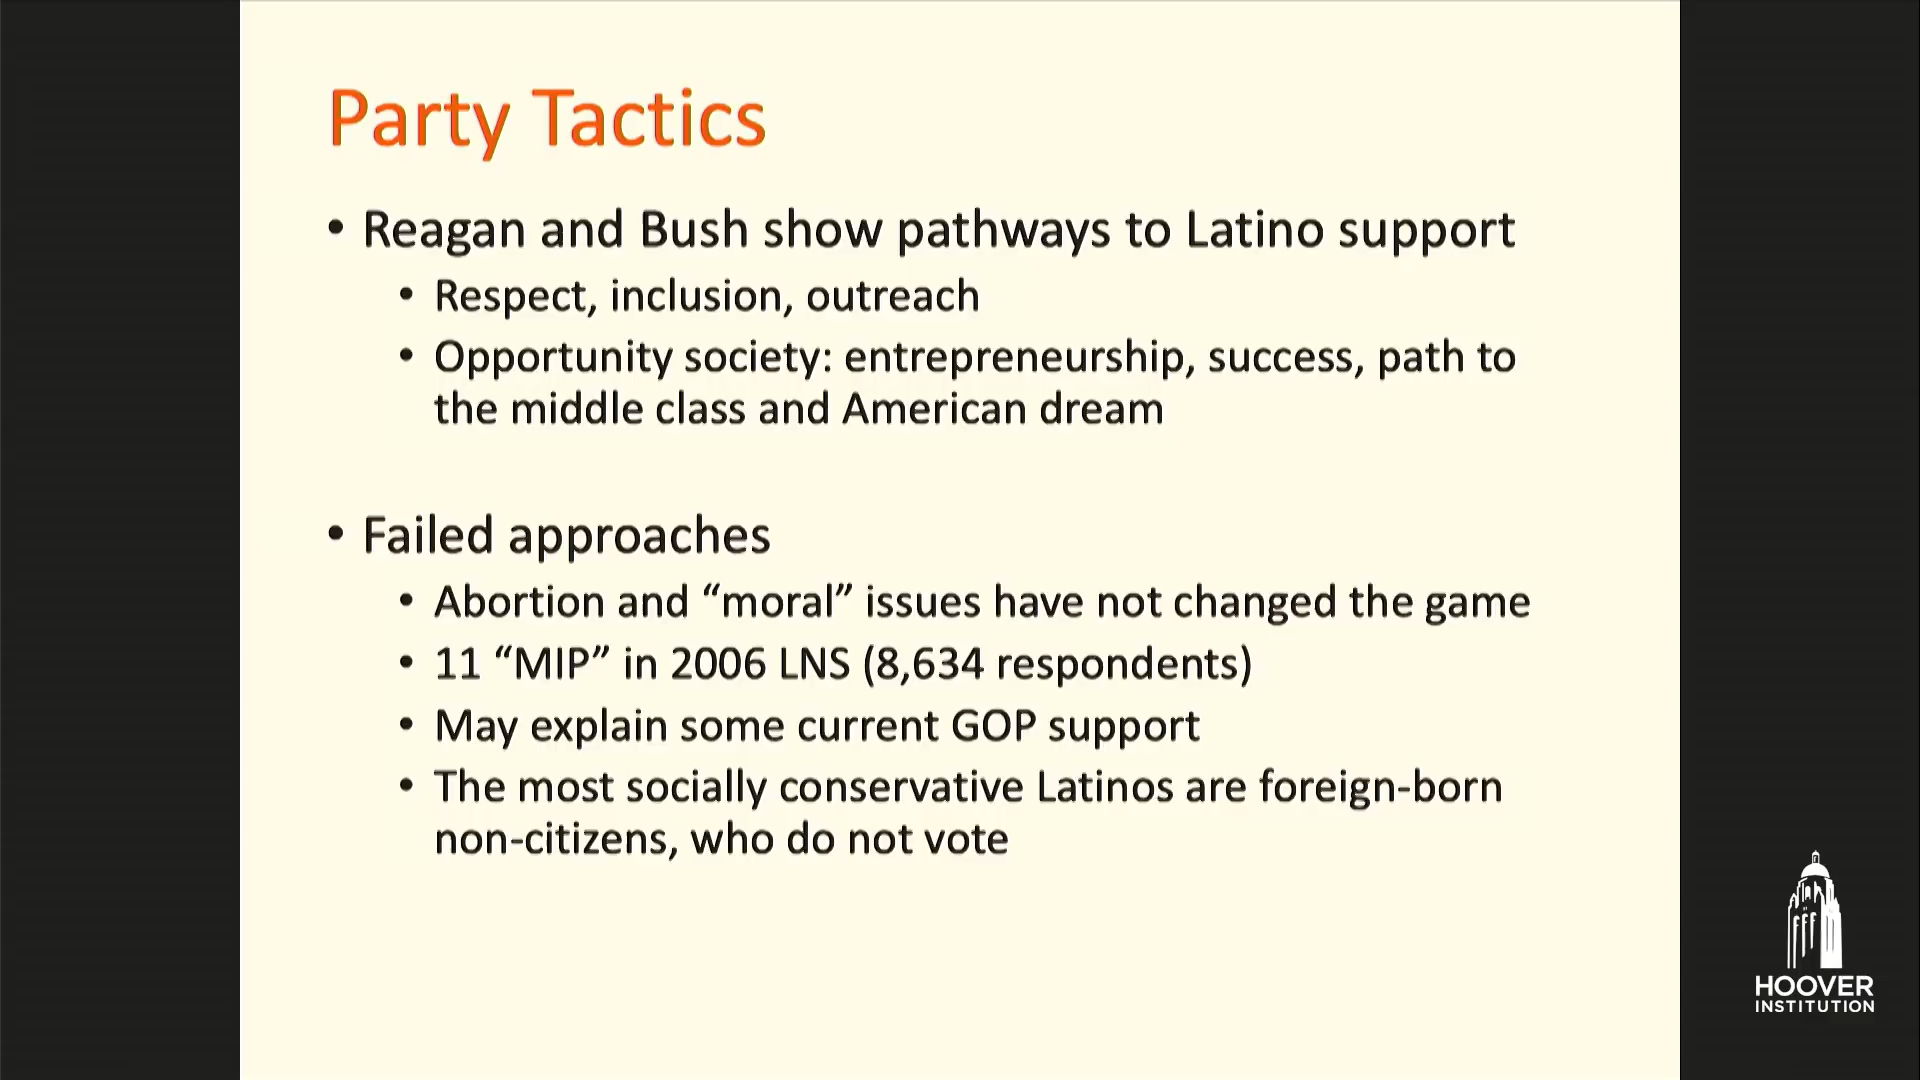 Party Tactics
• Reagan and Bush show pathways to Latino support
• Respect, inclusion, outreach
• Opportunity society: entrepreneurship, success, path to
the middle class and American dream
• Failed approaches
• Abortion and “moral” issues have not changed the game
• 11 “MIP” in 2006 LNS (8,634 respondents)
• May explain some current GOP support
• The most socially conservative Latinos are foreign-born
non-citizens, who do not vote
HOOVER
INSTITUTION